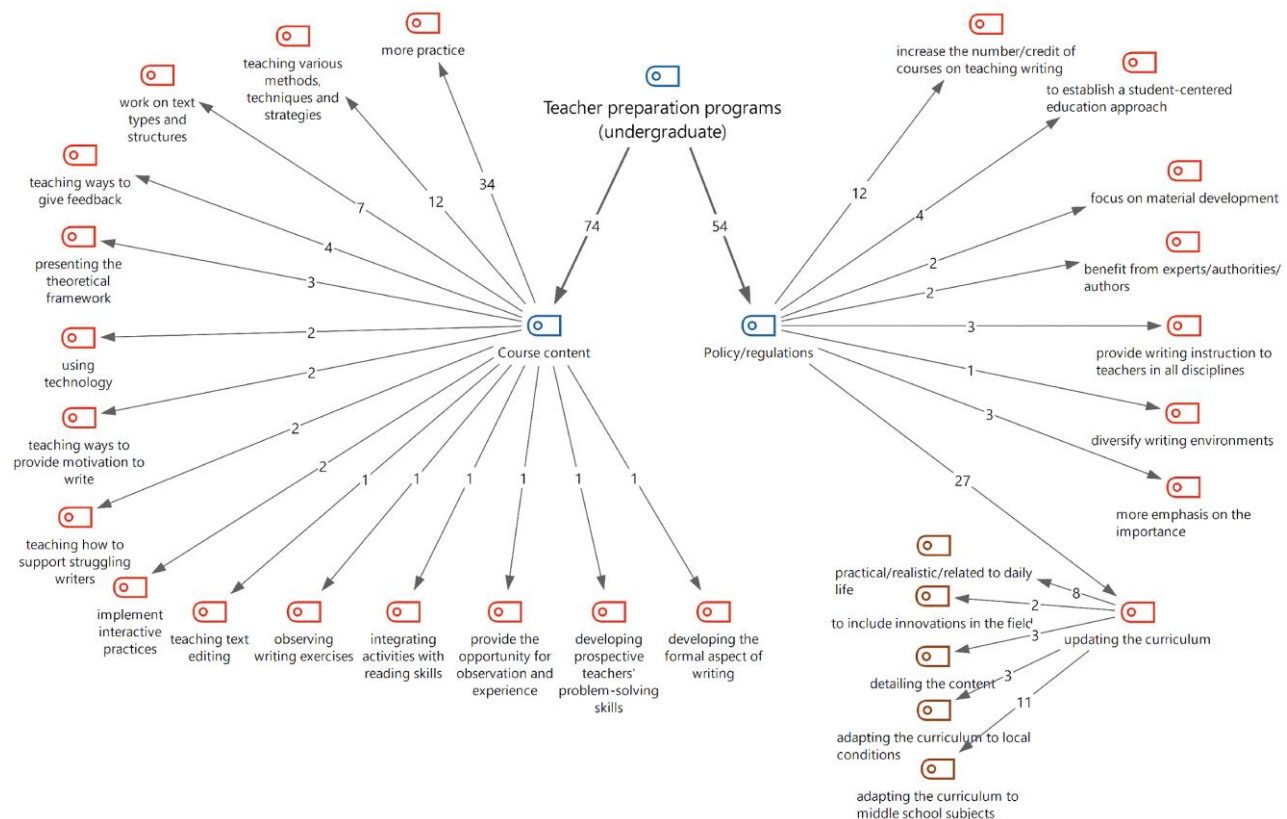 more practice
teaching various
methods,
techniques and
strategies
work on text
types and
structures
teaching ways to
give feedback
presenting the
theoretical
framework
using
technology
teaching ways to
provide motivation to
write
teaching how to
support struggling
writers
implement
interactive
practices
teaching text
editing
observing
writing exercises
integrating
activities with
reading skills
provide the
opportunity for
observation and
experience
developing
prospective
teachers'
problem-solving
skills
developing the
formal aspect of
writing
34
12
7
4
3
2
2
2
2
1
1
1
1
1
1
Course content
Teacher preparation programs
(undergraduate)
74
54
Policy/regulations
increase the number/credit of
courses on teaching writing
to establish a student-centered
education approach
focus on material development
benefit from experts/authorities/
authors
provide writing instruction to
teachers in all disciplines
diversify writing environments
more emphasis on the
importance
12
4
2
2
3
1
3
27
updating the curriculum
practical/realistic/related to daily
life
to include innovations in the field
detailing the content
adapting the curriculum to local
conditions
adapting the curriculum to
middle school subjects
8
2
3
3
11